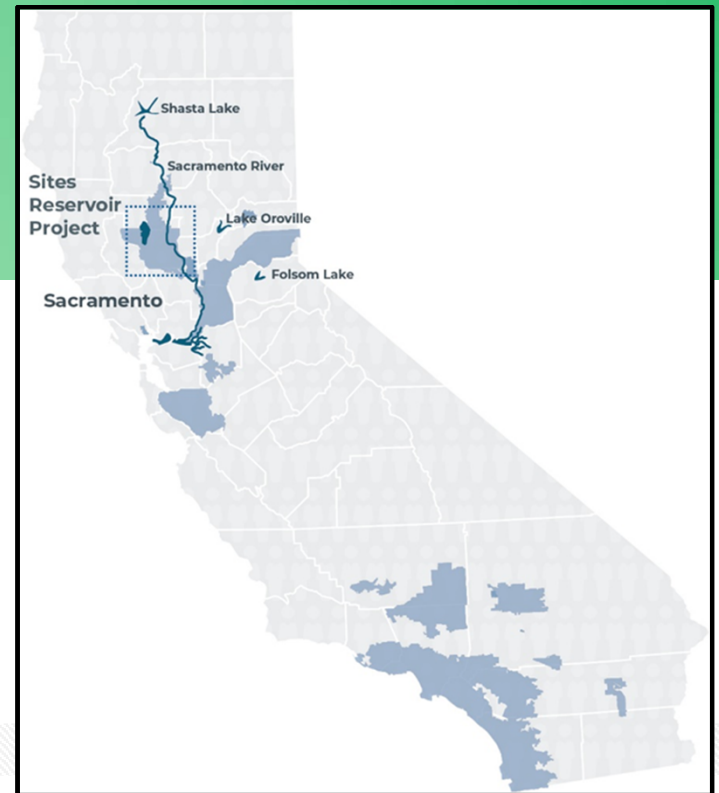 Shasta Lake
Sacramento River
Sites
Reservoir
Project
Lake Oroville
Folsom Lake
Sacramento